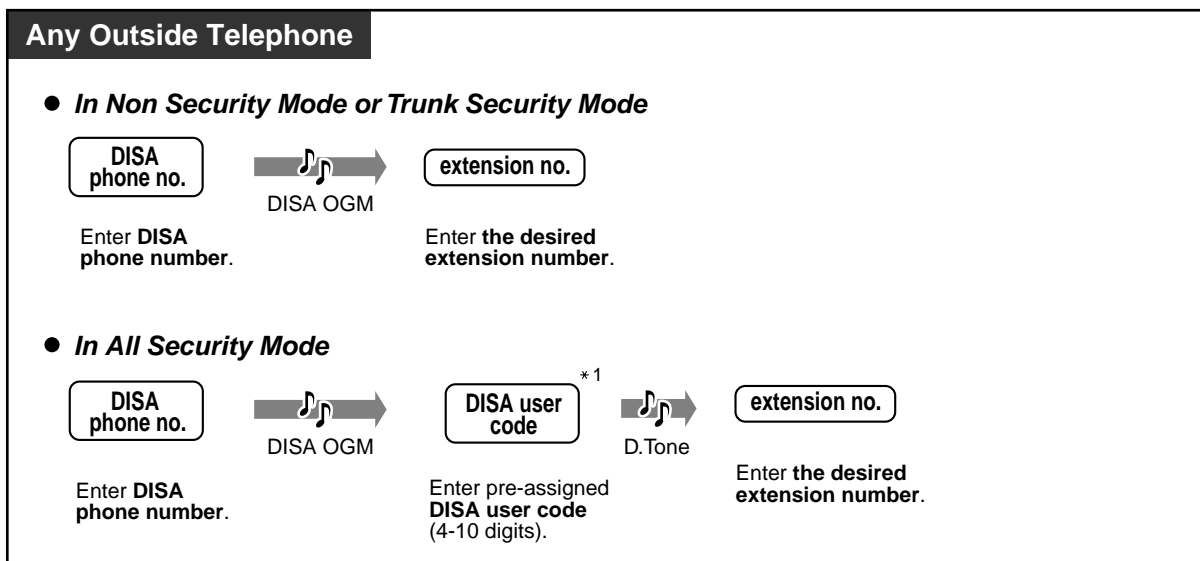 Any Outside Telephone
● In Non Security Mode or Trunk Security Mode
DISA
phone no.
DISA OGM
extension no.
Enter DISA
phone number.
Enter the desired
extension number.
● In All Security Mode
DISA
phone no.
DISA OGM
DISA user
code
*1
D.Tone
extension no.
Enter DISA
phone number.
Enter pre-assigned
DISA user code
(4-10 digits).
Enter the desired
extension number.